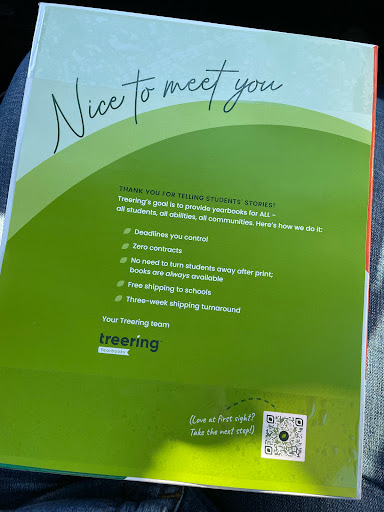 Nice to meet you
THANK YOU FOR TELLING STUDENTS' STORIES!
Treering's goal is to provide yearbooks for ALL -
all students, all abilities, all communities. Here's how we do it:
Deadlines you control
Zero contracts
No need to turn students away after print;
books are always available
Free shipping to schools
Three-week shipping turnaround
Your Treering team
treering
Yearbooks
(Love at first sight?
Take the next step!)